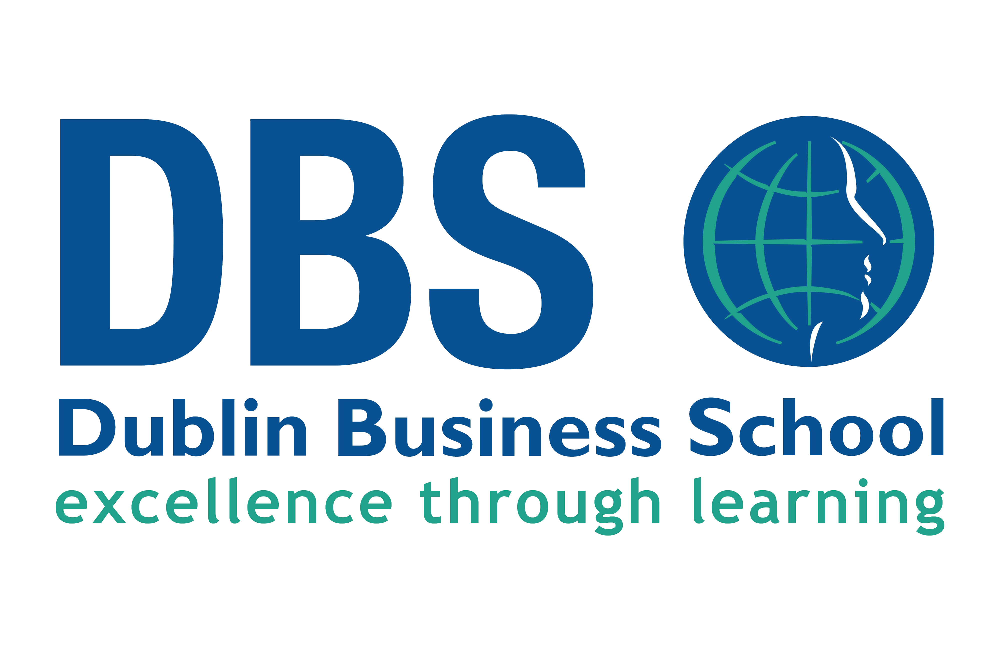 DBS
Dublin Business School
excellence through learning